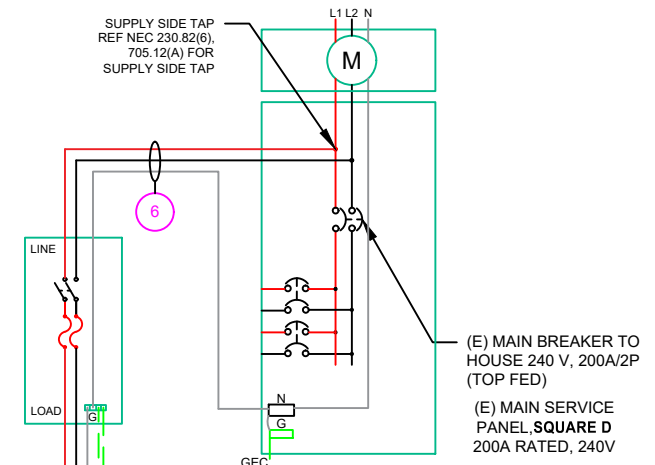 SUPPLY SIDE TAP
REF NEC 230.82(6),
705.12(A) FOR
SUPPLY SIDE TAP
L1 L2 N
M
6
LINE
LOAD
G
(E) MAIN BREAKER TO
HOUSE 240 V, 200A/2P
(TOP FED)
(E) MAIN SERVICE
PANEL,SQUARE D
200A RATED, 240V
N
G
GEC